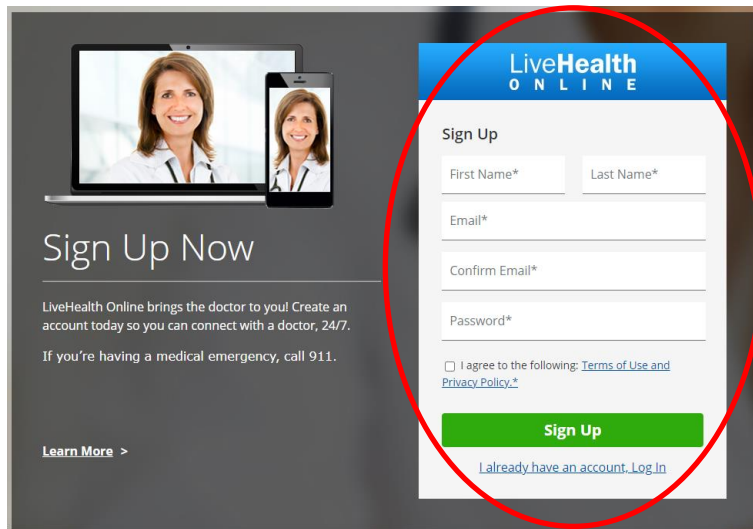 Sign Up Now
LiveHealth Online brings the doctor to you! Create an
account today so you can connect with a doctor, 24/7.
If you’re having a medical emergency, call 911.
Learn More >
LiveHealth
ONLINE
Sign Up
First Name* Last Name*
Email*
Confirm Email*
Password*
I agree to the following: Terms of Use and
Privacy Policy.*
Sign Up
I already have an account, Log In